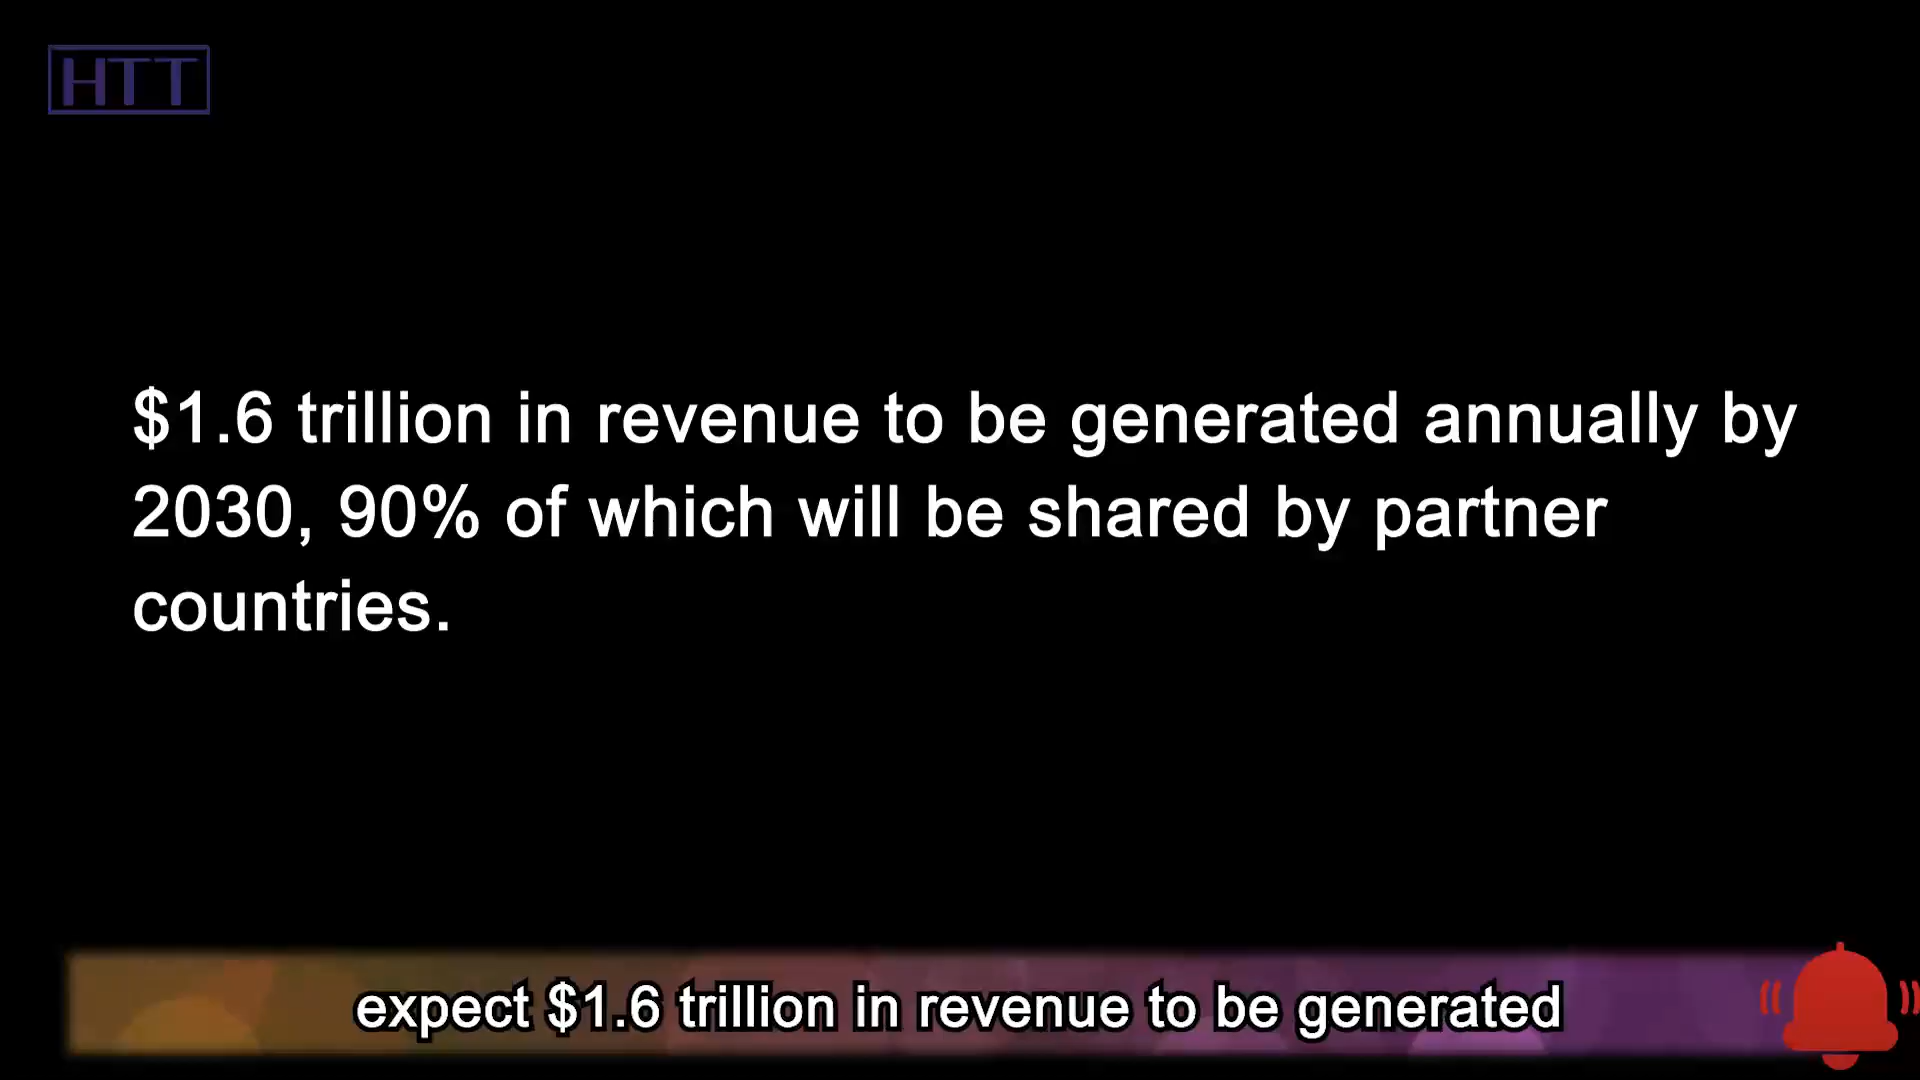 HTT
$1.6 trillion in revenue to be generated annually by
2030, 90% of which will be shared by partner
countries.
expect $1.6 trillion in revenue to be generated